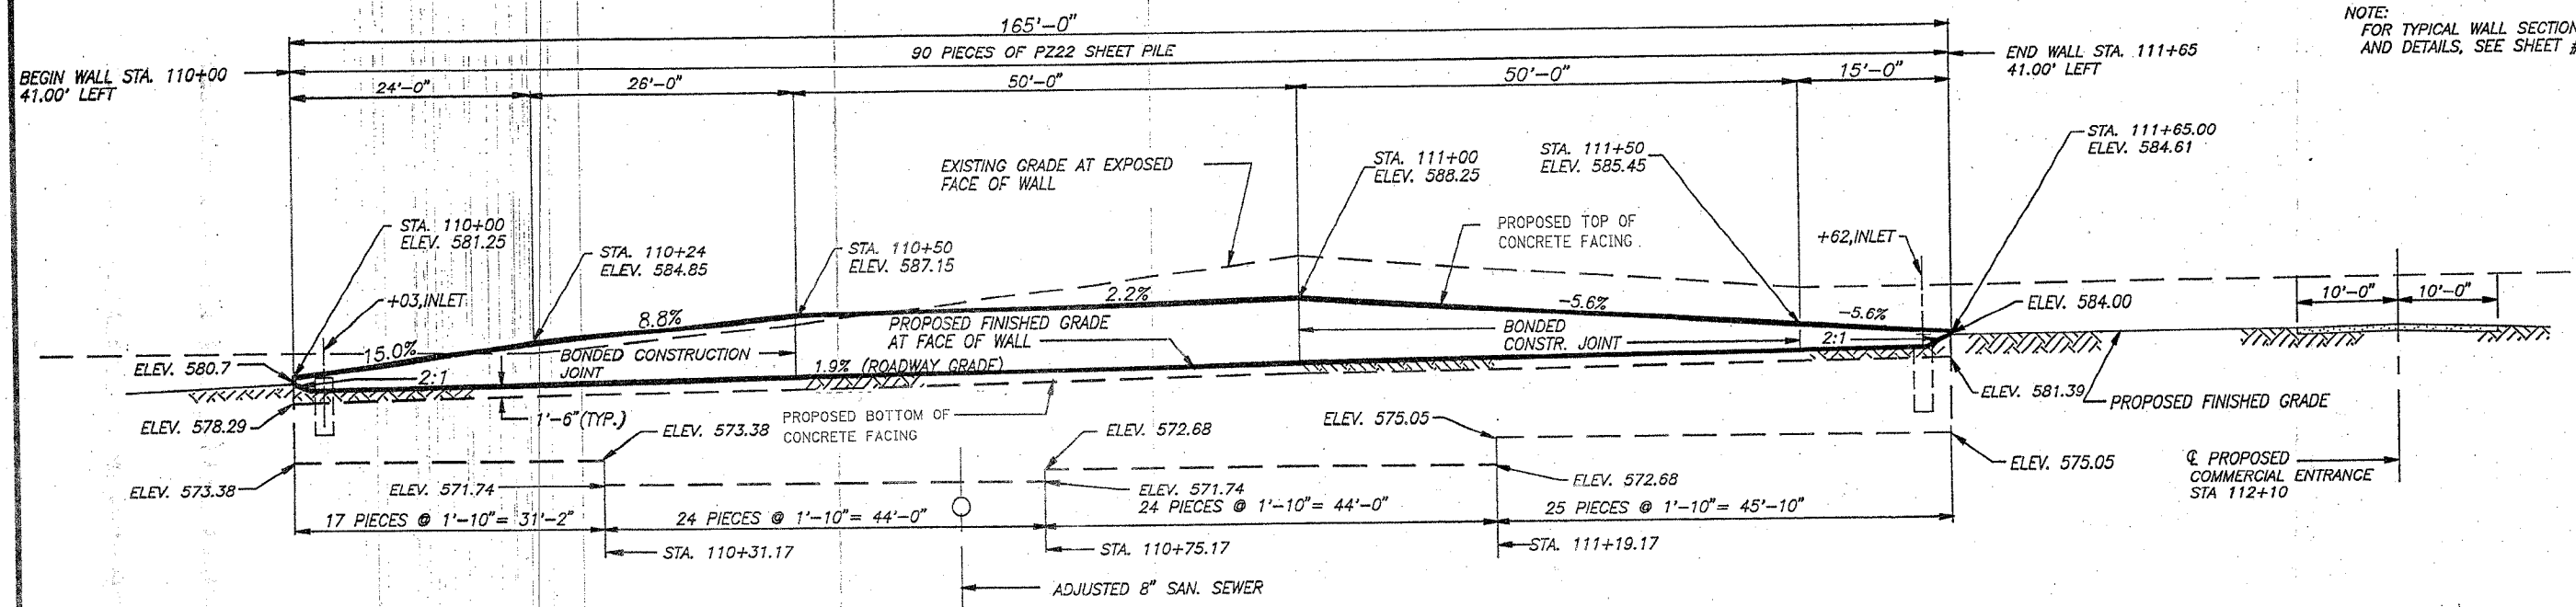 165'-0"
NOTE:
FOR TYPICAL WALL SECTION
AND DETAILS, SEE SHEET #
90 PIECES OF PZ22 SHEET PILE
BEGIN WALL STA. 110+00
41.00' LEFT
END WALL STA. 111+65
41.00' LEFT
24'-0"
26'-0"
50'-0"
50'-0"
15'-0"
STA. 111+65.00
ELEV. 584.61
EXISTING GRADE AT EXPOSED
FACE OF WALL
STA. 111+00
ELEV. 588.25
STA. 111+50
ELEV. 585.45
STA. 110+00
ELEV. 581.25
STA. 110+24
ELEV. 584.85
STA. 110+50
ELEV. 587.15
PROPOSED TOP OF
CONCRETE FACING.
+62,INLET
+03,INLET
8.8%
2.2%
-5.6%
-5.6%
ELEV. 584.00
10'-0"
10'-0"
15.0%
PROPOSED FINISHED GRADE
AT FACE OF WALL
BONDED
CONSTR. JOINT
2:1
ELEV. 580.7
2:1
BONDED CONSTRUCTION
JOINT
1.9% (ROADWAY GRADE)
ELEV. 581.39
PROPOSED FINISHED GRADE
ELEV. 578.29
1'-6"(TYP.)
PROPOSED BOTTOM OF
CONCRETE FACING
ELEV. 573.38
ELEV. 572.68
ELEV. 575.05
ELEV. 573.38
ELEV. 571.74
ELEV. 571.74
ELEV. 572.68
ELEV. 575.05
℄ PROPOSED
COMMERCIAL ENTRANCE
STA 112+10
17 PIECES @ 1'-10"= 31'-2"
24 PIECES @ 1'-10"= 44'-0"
24 PIECES @ 1'-10"= 44'-0"
25 PIECES @ 1'-10"= 45'-10"
STA. 110+31.17
STA. 110+75.17
STA. 111+19.17
ADJUSTED 8" SAN. SEWER